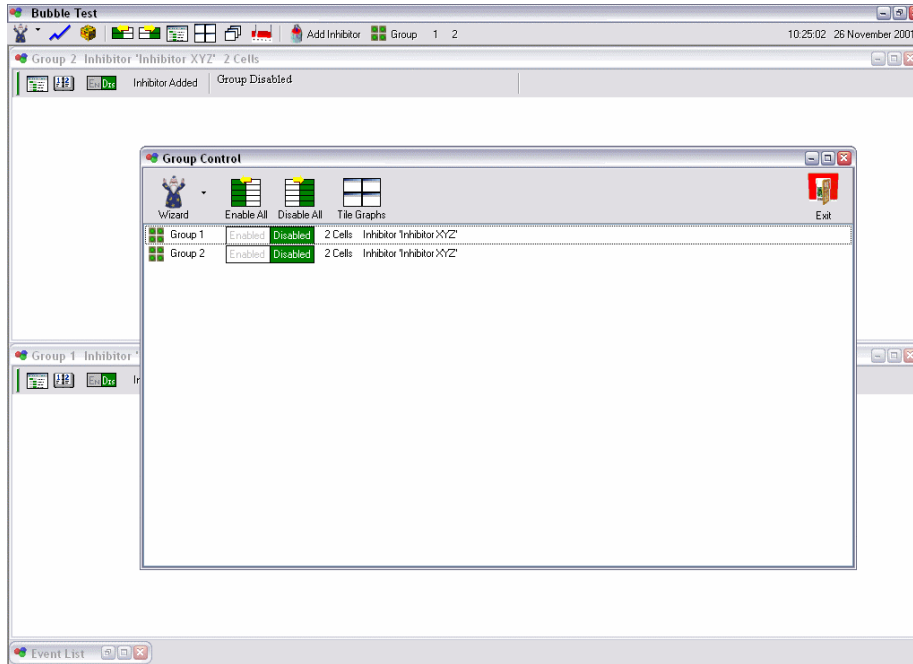 Bubble Test
Add Inhibitor Group 1 2 10:25:02 26 November 2001
Group 2 Inhibitor 'Inhibitor XYZ' 2 Cells
En Dis Inhibitor Added Group Disabled
Group Control
Wizard Enable All Disable All Tile Graphs Exit
Group 1 Enabled Disabled 2 Cells Inhibitor 'Inhibitor XYZ'
Group 2 Enabled Disabled 2 Cells Inhibitor 'Inhibitor XYZ'
Group 1 Inhibitor '
En Dis Ir
Event List